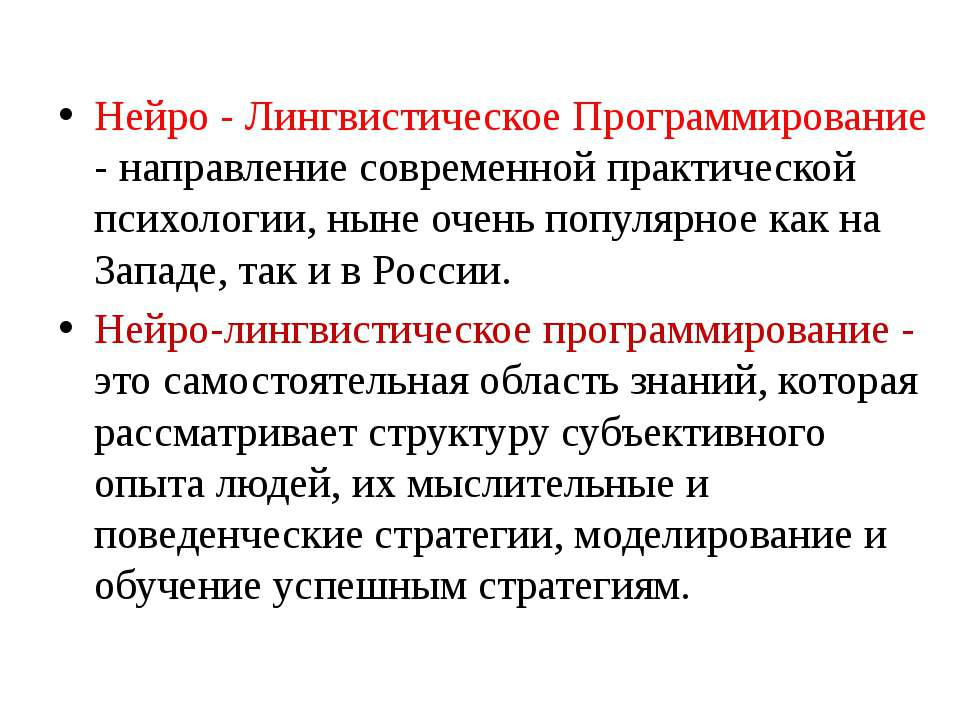 • Нейро - Лингвистическое Программирование
- направление современной практической
психологии, ныне очень популярное как на
Западе, так и в России.
• Нейро-лингвистическое программирование -
это самостоятельная область знаний, которая
рассматривает структуру субъективного
опыта людей, их мыслительные и
поведенческие стратегии, моделирование и
обучение успешным стратегиям.